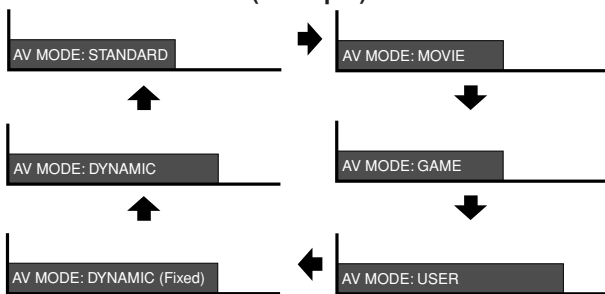 AV MODE: STANDARD
AV MODE: MOVIE
AV MODE: DYNAMIC
AV MODE: GAME
AV MODE: DYNAMIC (Fixed)
AV MODE: USER